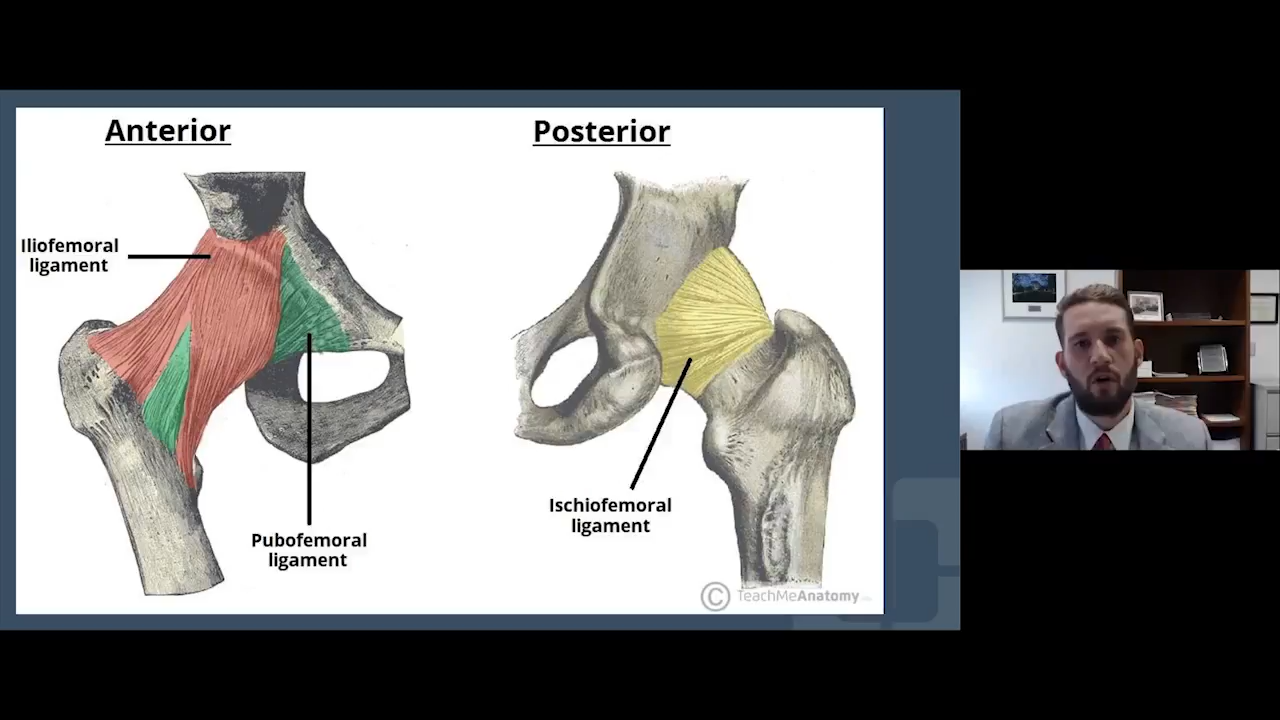 Anterior
Posterior
Iliofemoral
ligament
Pubofemoral
ligament
Ischiofemoral
ligament
© TeachMeAnatomy